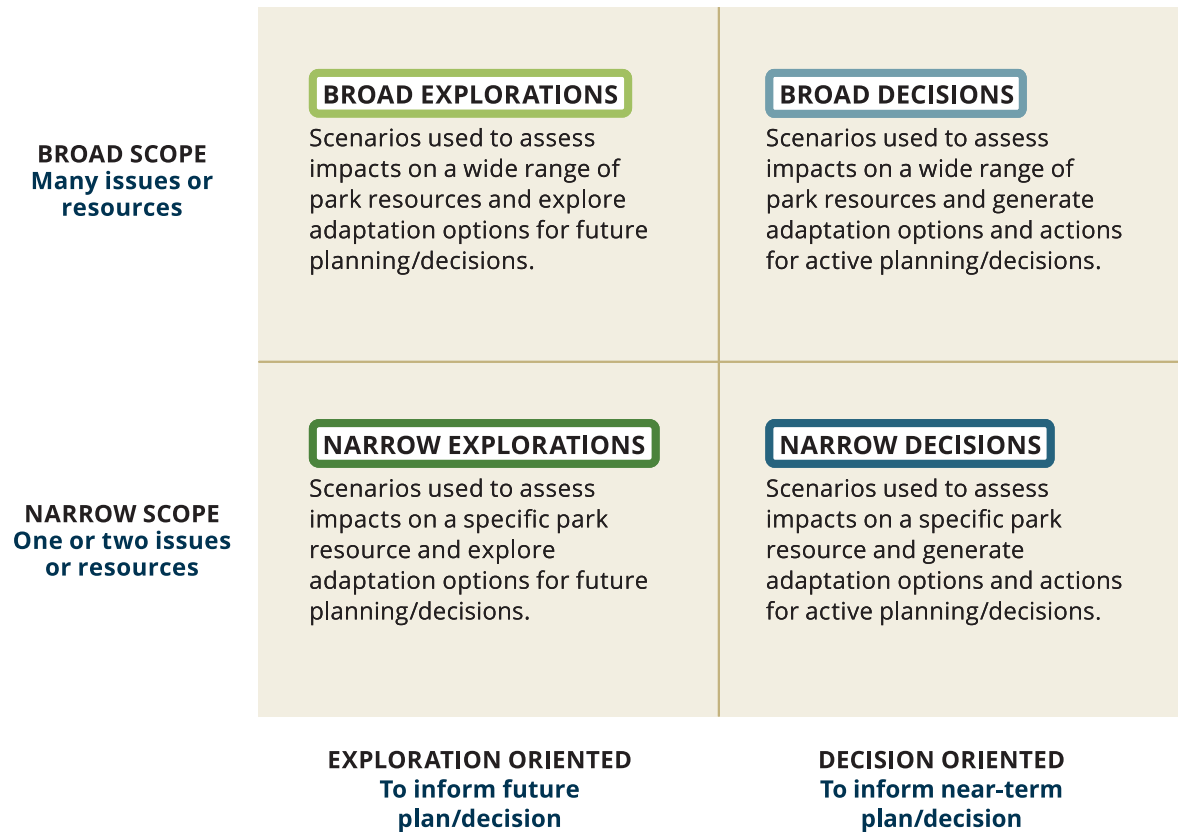 BROAD SCOPE
Many issues or
resources
BROAD EXPLORATIONS
Scenarios used to assess
impacts on a wide range of
park resources and explore
adaptation options for future
planning/decisions.
BROAD DECISIONS
Scenarios used to assess
impacts on a wide range of
park resources and generate
adaptation options and actions
for active planning/decisions.
NARROW SCOPE
One or two issues
or resources
NARROW EXPLORATIONS
Scenarios used to assess
impacts on a specific park
resource and explore
adaptation options for future
planning/decisions.
NARROW DECISIONS
Scenarios used to assess
impacts on a specific park
resource and generate
adaptation options and actions
for active planning/decisions.
EXPLORATION ORIENTED
To inform future
plan/decision
DECISION ORIENTED
To inform near-term
plan/decision